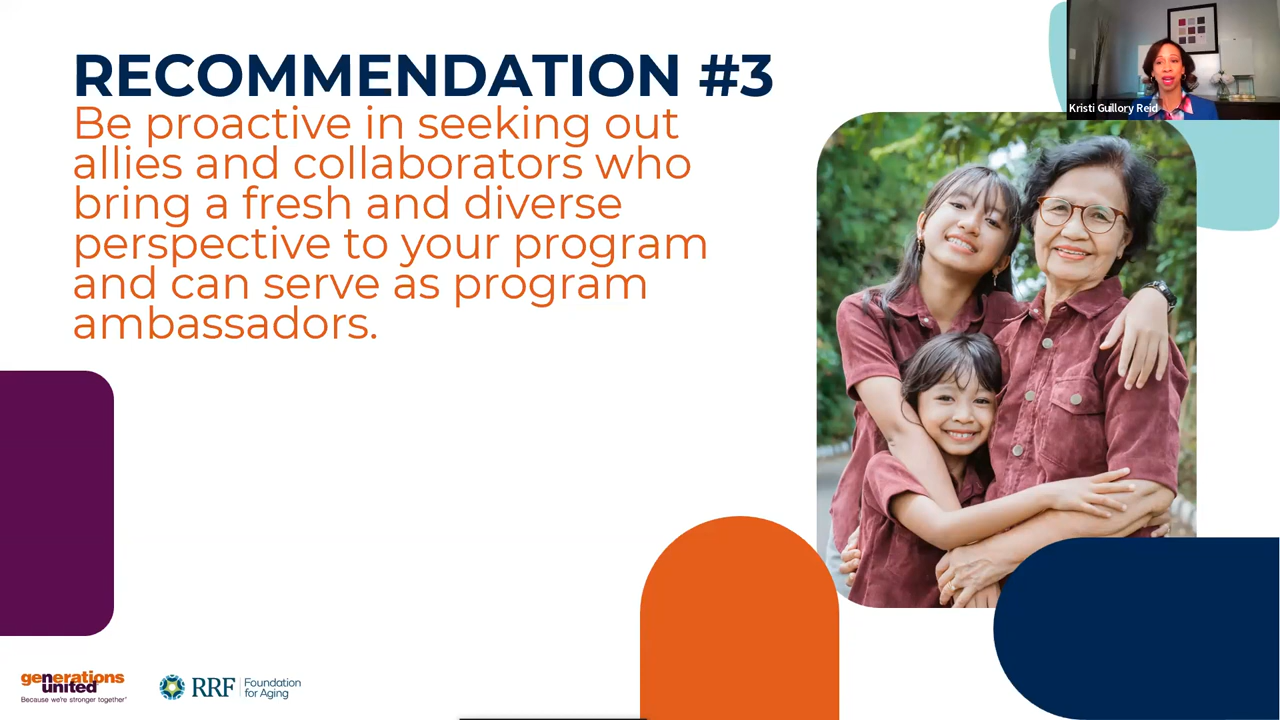 RECOMMENDATION #3
Be proactive in seeking out
allies and collaborators who
bring a fresh and diverse
perspective to your program
and can serve as program
ambassadors.
Kristi Guillory Reid
generations
united
Because we're stronger together®
RRF
Foundation
for Aging